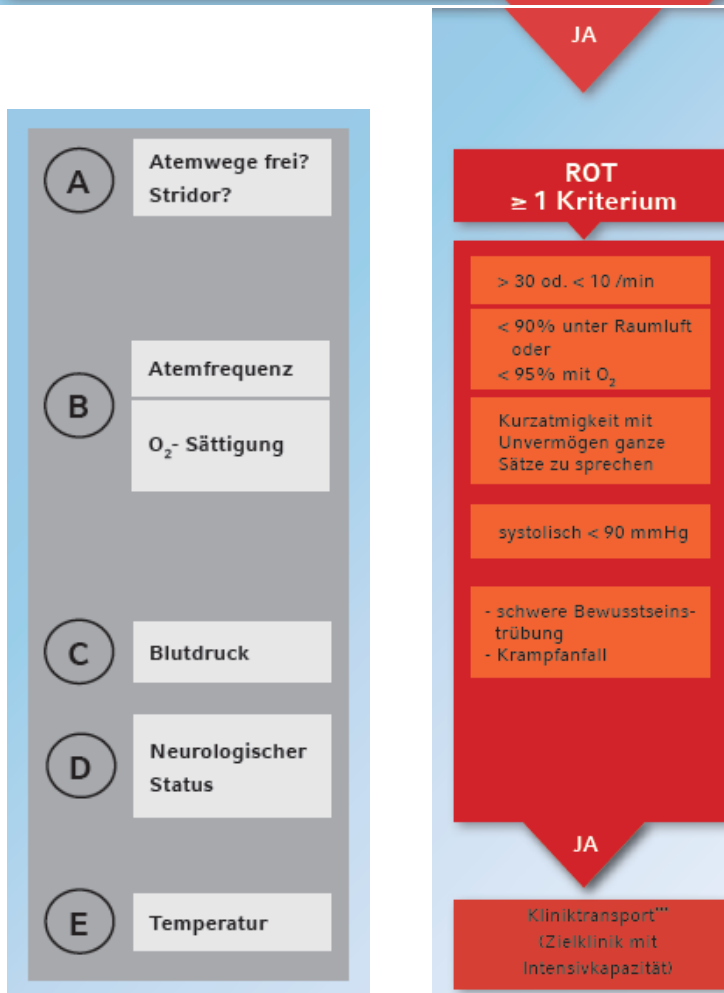 JA
A
Atemwege frei?
Stridor?
B
Atemfrequenz
O₂- Sättigung
C
Blutdruck
D
Neurologischer
Status
E
Temperatur
ROT
≥ 1 Kriterium
> 30 od. < 10 /min
< 90% unter Raumluft
oder
< 95% mit O₂
Kurzatmigkeit mit
Unvermögen ganze
Sätze zu sprechen
systolisch < 90 mmHg
- schwere Bewusstseins-
trübung
- Krampfanfall
JA
Kliniktransport***
(Zielklinik mit
Intensivkapazität)